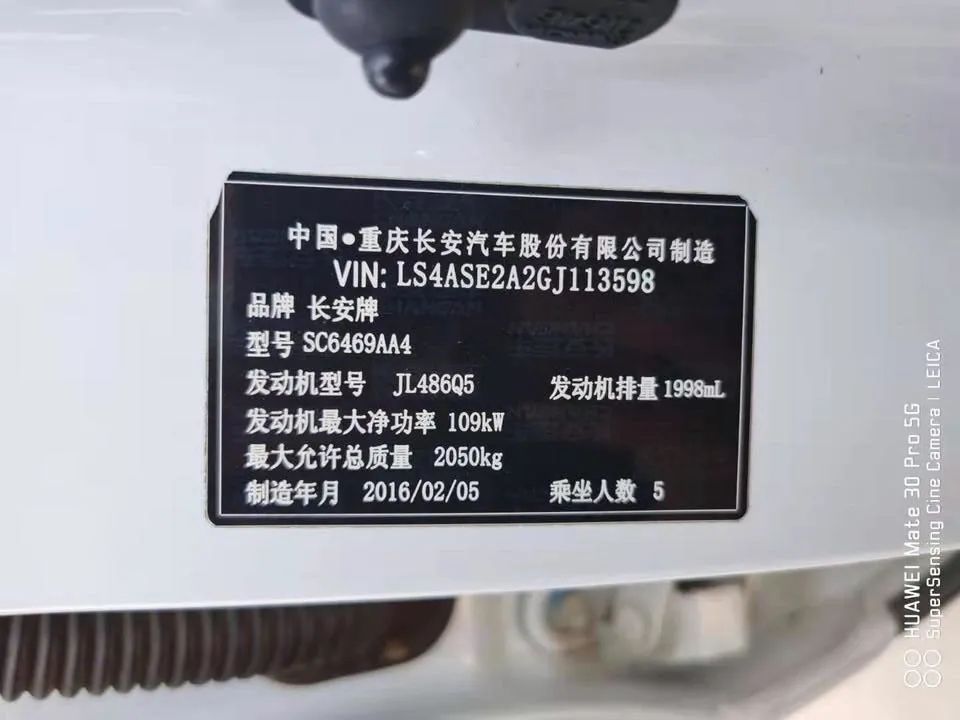 中国•重庆长安汽车股份有限公司制造
VIN: LS4ASE2A2GJ113598
品牌 长安牌
型号 SC6469AA4
发动机型号 JL486Q5 发动机排量 1998mL
发动机最大净功率 109kW
最大允许总质量 2050kg
制造年月 2016/02/05 乘坐人数 5
HUAWEI Mate 30 Pro 5G
SuperSensing Cine Camera | LEICA